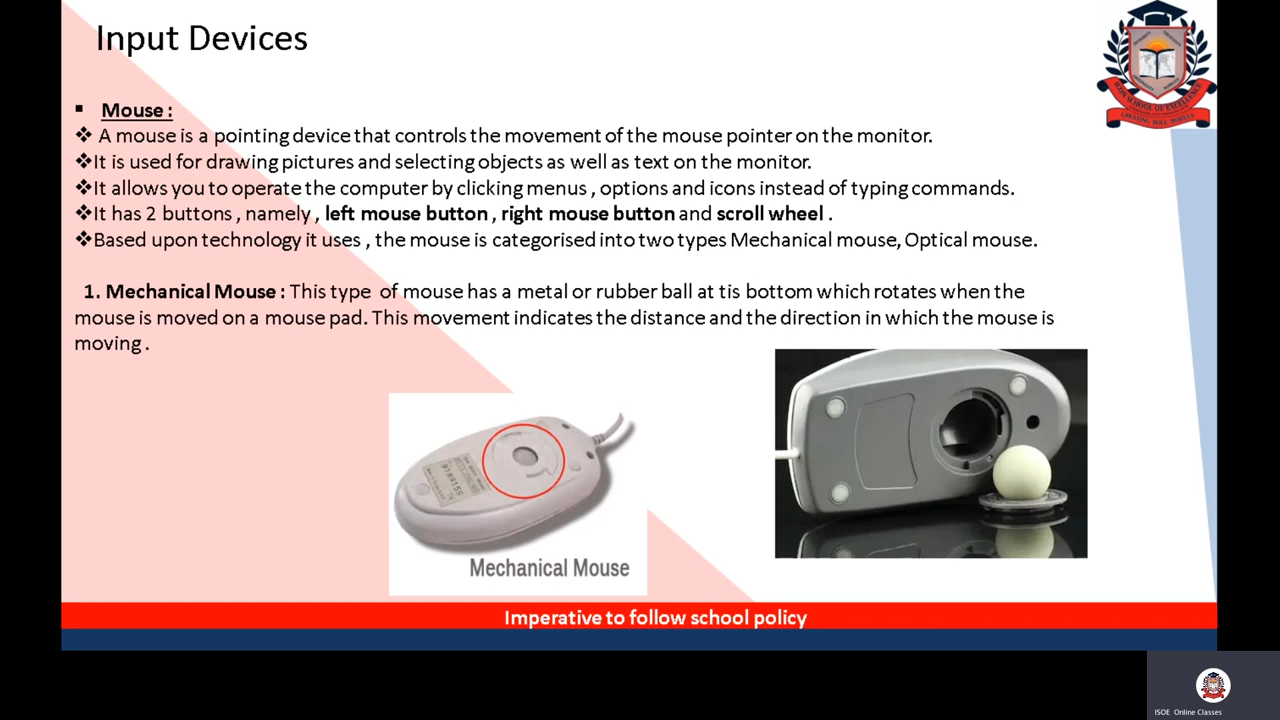 Input Devices
▪ Mouse :
❖ A mouse is a pointing device that controls the movement of the mouse pointer on the monitor.
❖It is used for drawing pictures and selecting objects as well as text on the monitor.
❖It allows you to operate the computer by clicking menus , options and icons instead of typing commands.
❖It has 2 buttons , namely , left mouse button , right mouse button and scroll wheel .
❖Based upon technology it uses , the mouse is categorised into two types Mechanical mouse, Optical mouse.
1. Mechanical Mouse : This type of mouse has a metal or rubber ball at tis bottom which rotates when the
mouse is moved on a mouse pad. This movement indicates the distance and the direction in which the mouse is
moving .
Mechanical Mouse
Imperative to follow school policy
ISOE Online Classes